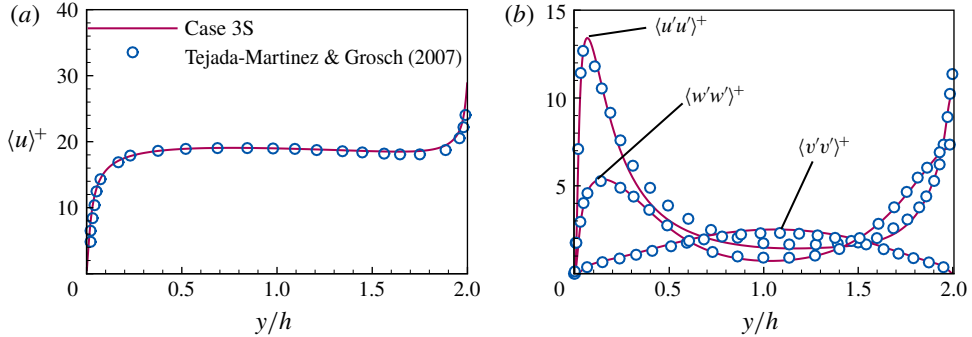 (a)
40
30
20
10
0
0.5
1.0
1.5
2.0
⟨u⟩⁺
y/h
Case 3S
Tejada-Martinez & Grosch (2007)
(b)
15
10
5
0
0.5
1.0
1.5
2.0
y/h
⟨u′u′⟩⁺
⟨w′w′⟩⁺
⟨v′v′⟩⁺